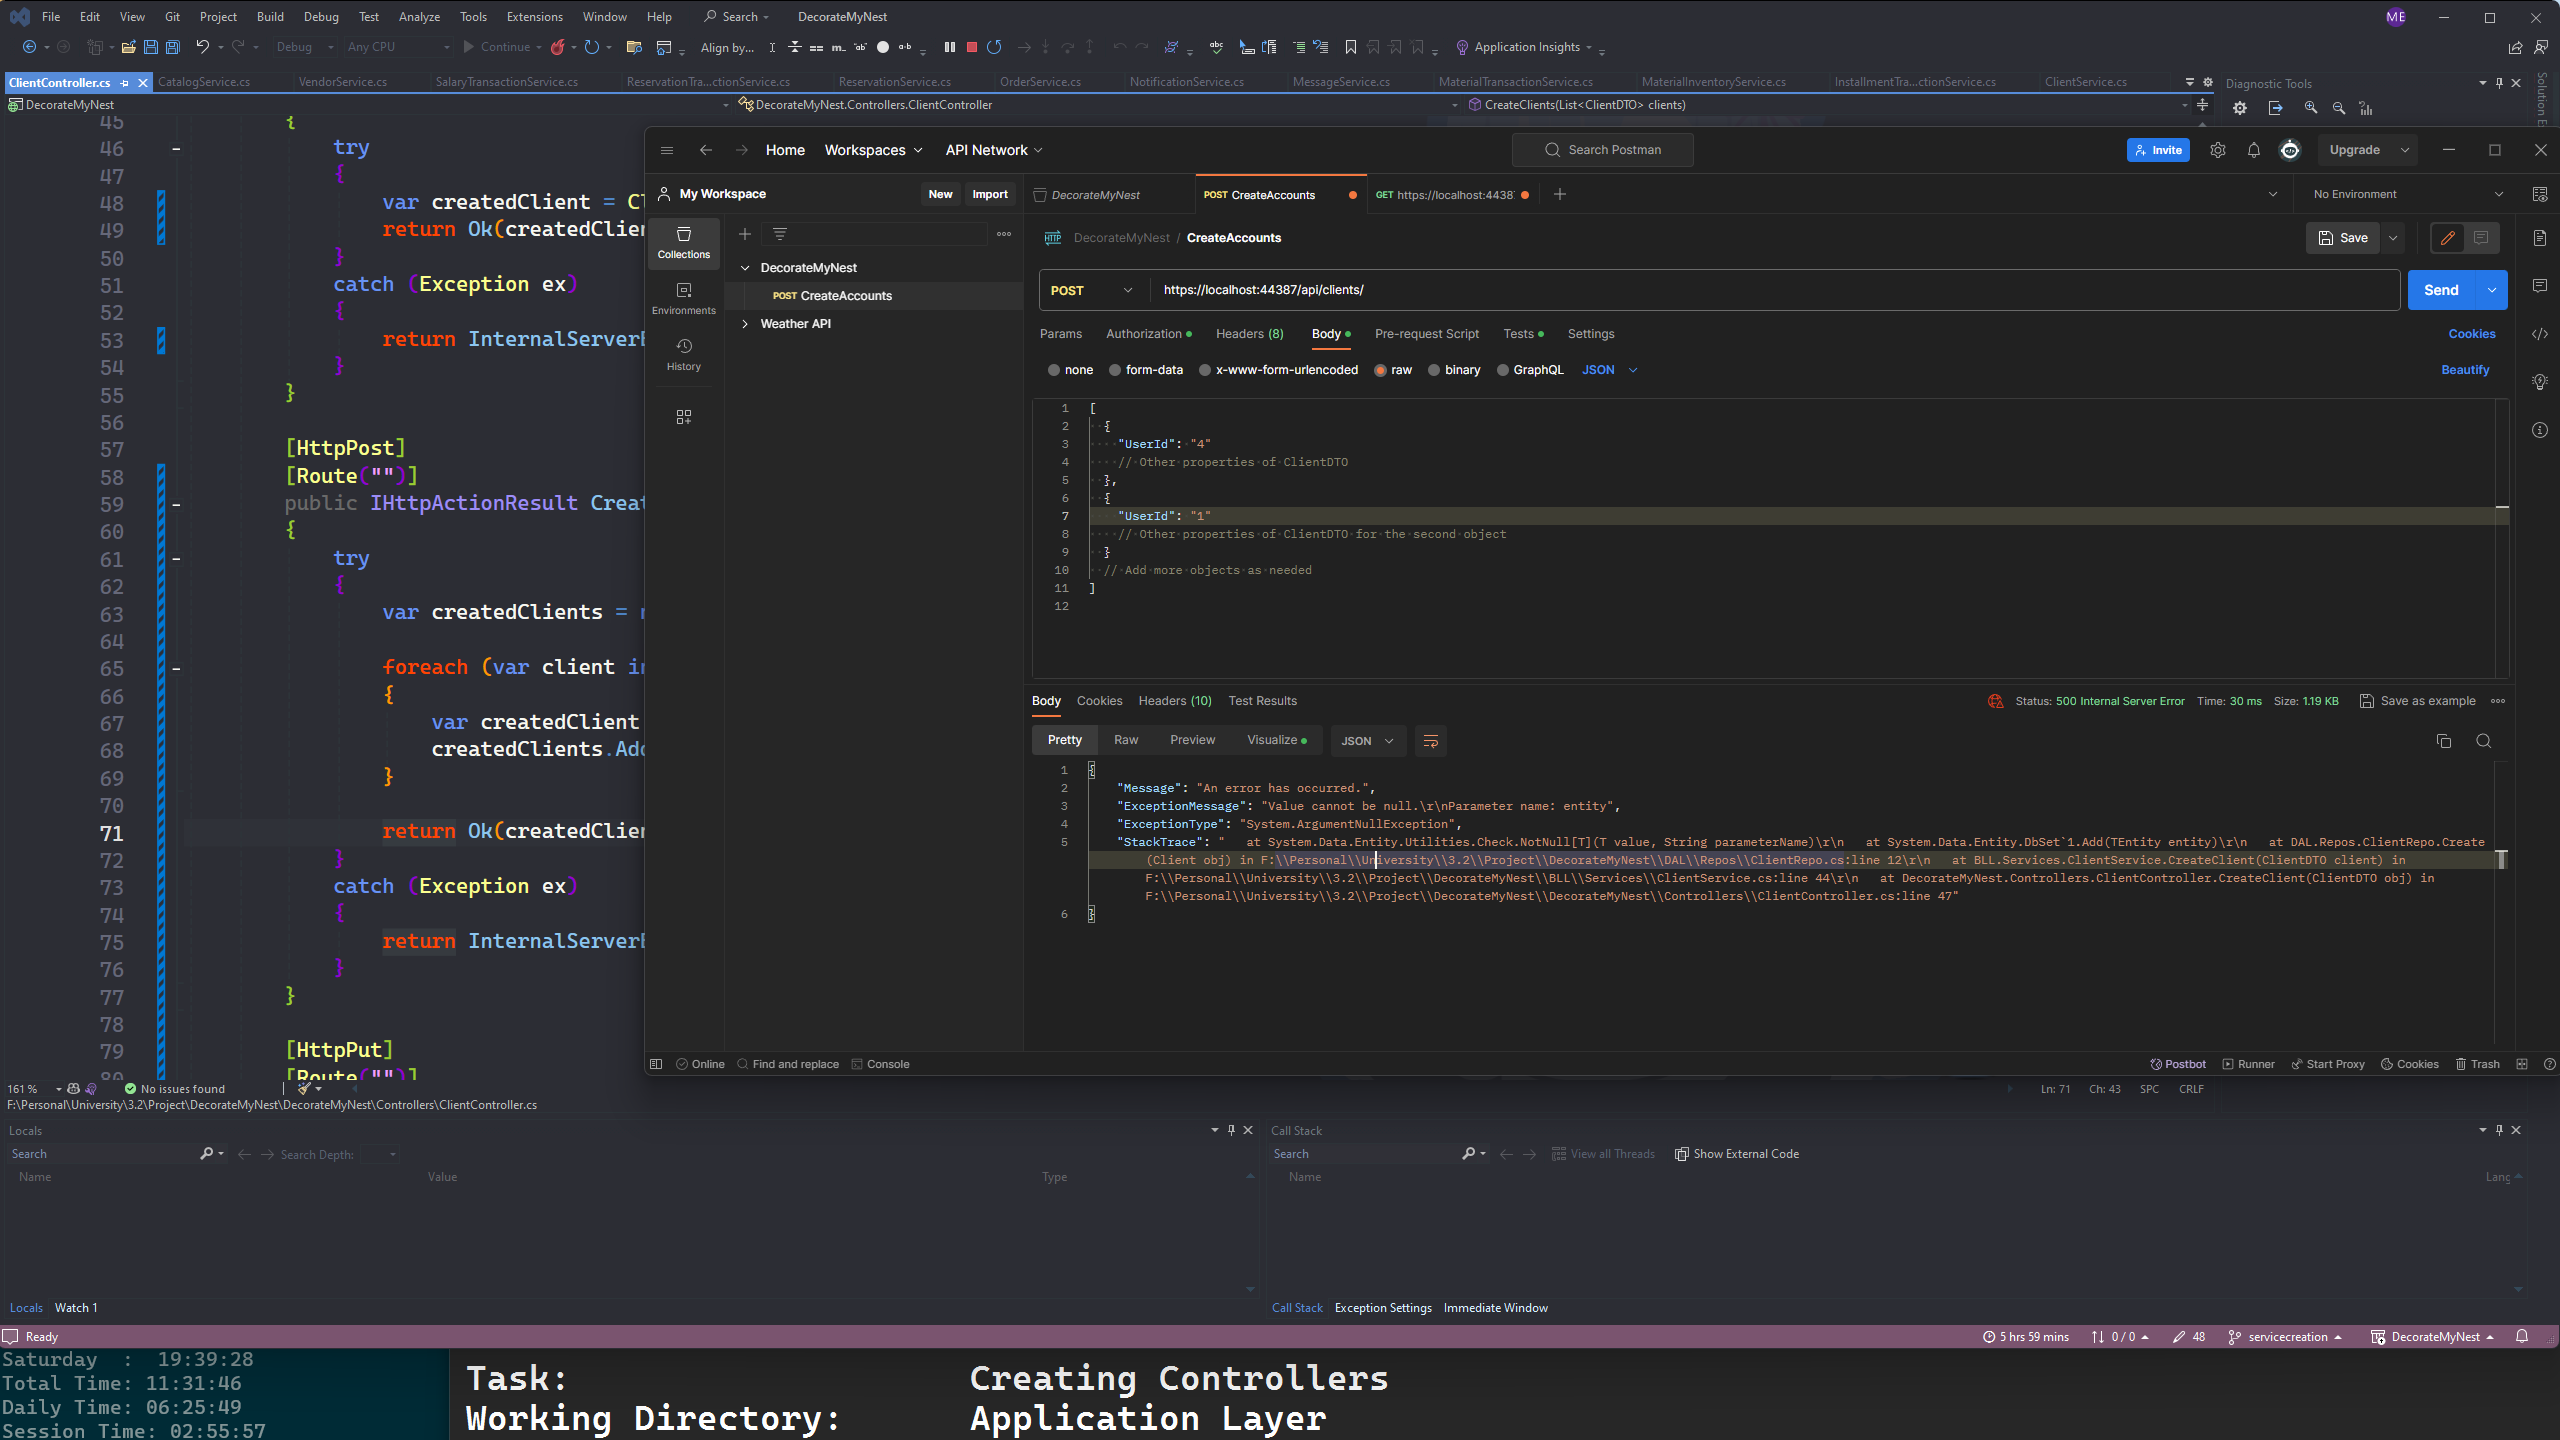 File Edit View Git Project Build Debug Test Analyze Tools Extensions Window Help Search DecorateMyNest ME
Debug Any CPU Continue Align by... Application Insights
ClientController.cs CatalogService.cs VendorService.cs SalaryTransactionService.cs ReservationTra...ctionService.cs ReservationService.cs OrderService.cs NotificationService.cs MessageService.cs MaterialTransactionService.cs MaterialInventoryService.cs InstallmentTra...ctionService.cs ClientService.cs Diagnostic Tools
DecorateMyNest DecorateMyNest.Controllers.ClientController CreateClients(List<ClientDTO> clients)
45 {
46 try
47 {
48 var createdClient = Cl
49 return Ok(createdClien
50 }
51 catch (Exception ex)
52 {
53 return InternalServerE
54 }
55 }
56
57 [HttpPost]
58 [Route("")]
59 public IHttpActionResult Creat
60 {
61 try
62 {
63 var createdClients = n
64
65 foreach (var client in
66 {
67 var createdClient
68 createdClients.Add
69 }
70
71 return Ok(createdClien
72 }
73 catch (Exception ex)
74 {
75 return InternalServerE
76 }
77 }
78
79 [HttpPut]
80 [Route("")]
Home Workspaces API Network Search Postman Invite Upgrade
My Workspace New Import DecorateMyNest POST CreateAccounts GET https://localhost:4438 No Environment
Collections
Environments
History
DecorateMyNest
POST CreateAccounts
Weather API
HTTP DecorateMyNest / CreateAccounts Save
POST https://localhost:44387/api/clients/ Send
Params Authorization Headers (8) Body Pre-request Script Tests Settings Cookies
none form-data x-www-form-urlencoded raw binary GraphQL JSON Beautify
1 [
2 {
3 "UserId": "4"
4 // Other properties of ClientDTO
5 },
6 {
7 "UserId": "1"
8 // Other properties of ClientDTO for the second object
9 }
10 // Add more objects as needed
11 ]
12
Body Cookies Headers (10) Test Results Status: 500 Internal Server Error Time: 30 ms Size: 1.19 KB Save as example
Pretty Raw Preview Visualize JSON
1 {
2 "Message": "An error has occurred.",
3 "ExceptionMessage": "Value cannot be null.\r\nParameter name: entity",
4 "ExceptionType": "System.ArgumentNullException",
5 "StackTrace": " at System.Data.Entity.Utilities.Check.NotNull[T](T value, String parameterName)\r\n at System.Data.Entity.DbSet`1.Add(TEntity entity)\r\n at DAL.Repos.ClientRepo.Create
(Client obj) in F:\\Personal\\University\\3.2\\Project\\DecorateMyNest\\DAL\\Repos\\ClientRepo.cs:line 12\r\n at BLL.Services.ClientService.CreateClient(ClientDTO client) in
F:\\Personal\\University\\3.2\\Project\\DecorateMyNest\\BLL\\Services\\ClientService.cs:line 44\r\n at DecorateMyNest.Controllers.ClientController.CreateClient(ClientDTO obj) in
F:\\Personal\\University\\3.2\\Project\\DecorateMyNest\\DecorateMyNest\\Controllers\\ClientController.cs:line 47"
6 }
Online Find and replace Console Postbot Runner Start Proxy Cookies Trash
161 % No issues found Ln: 71 Ch: 43 SPC CRLF
F:\Personal\University\3.2\Project\DecorateMyNest\DecorateMyNest\Controllers\ClientController.cs
Locals
Search Search Depth:
Name Value Type
Call Stack
Search View all Threads Show External Code
Name Lang
Locals Watch 1 Call Stack Exception Settings Immediate Window
Ready 5 hrs 59 mins 0 / 0 48 servicecreation DecorateMyNest
Saturday : 19:39:28
Total Time: 11:31:46
Daily Time: 06:25:49
Session Time: 02:55:57
Task: Creating Controllers
Working Directory: Application Layer